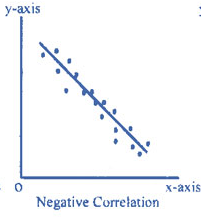 y-axis
O
x-axis
Negative Correlation